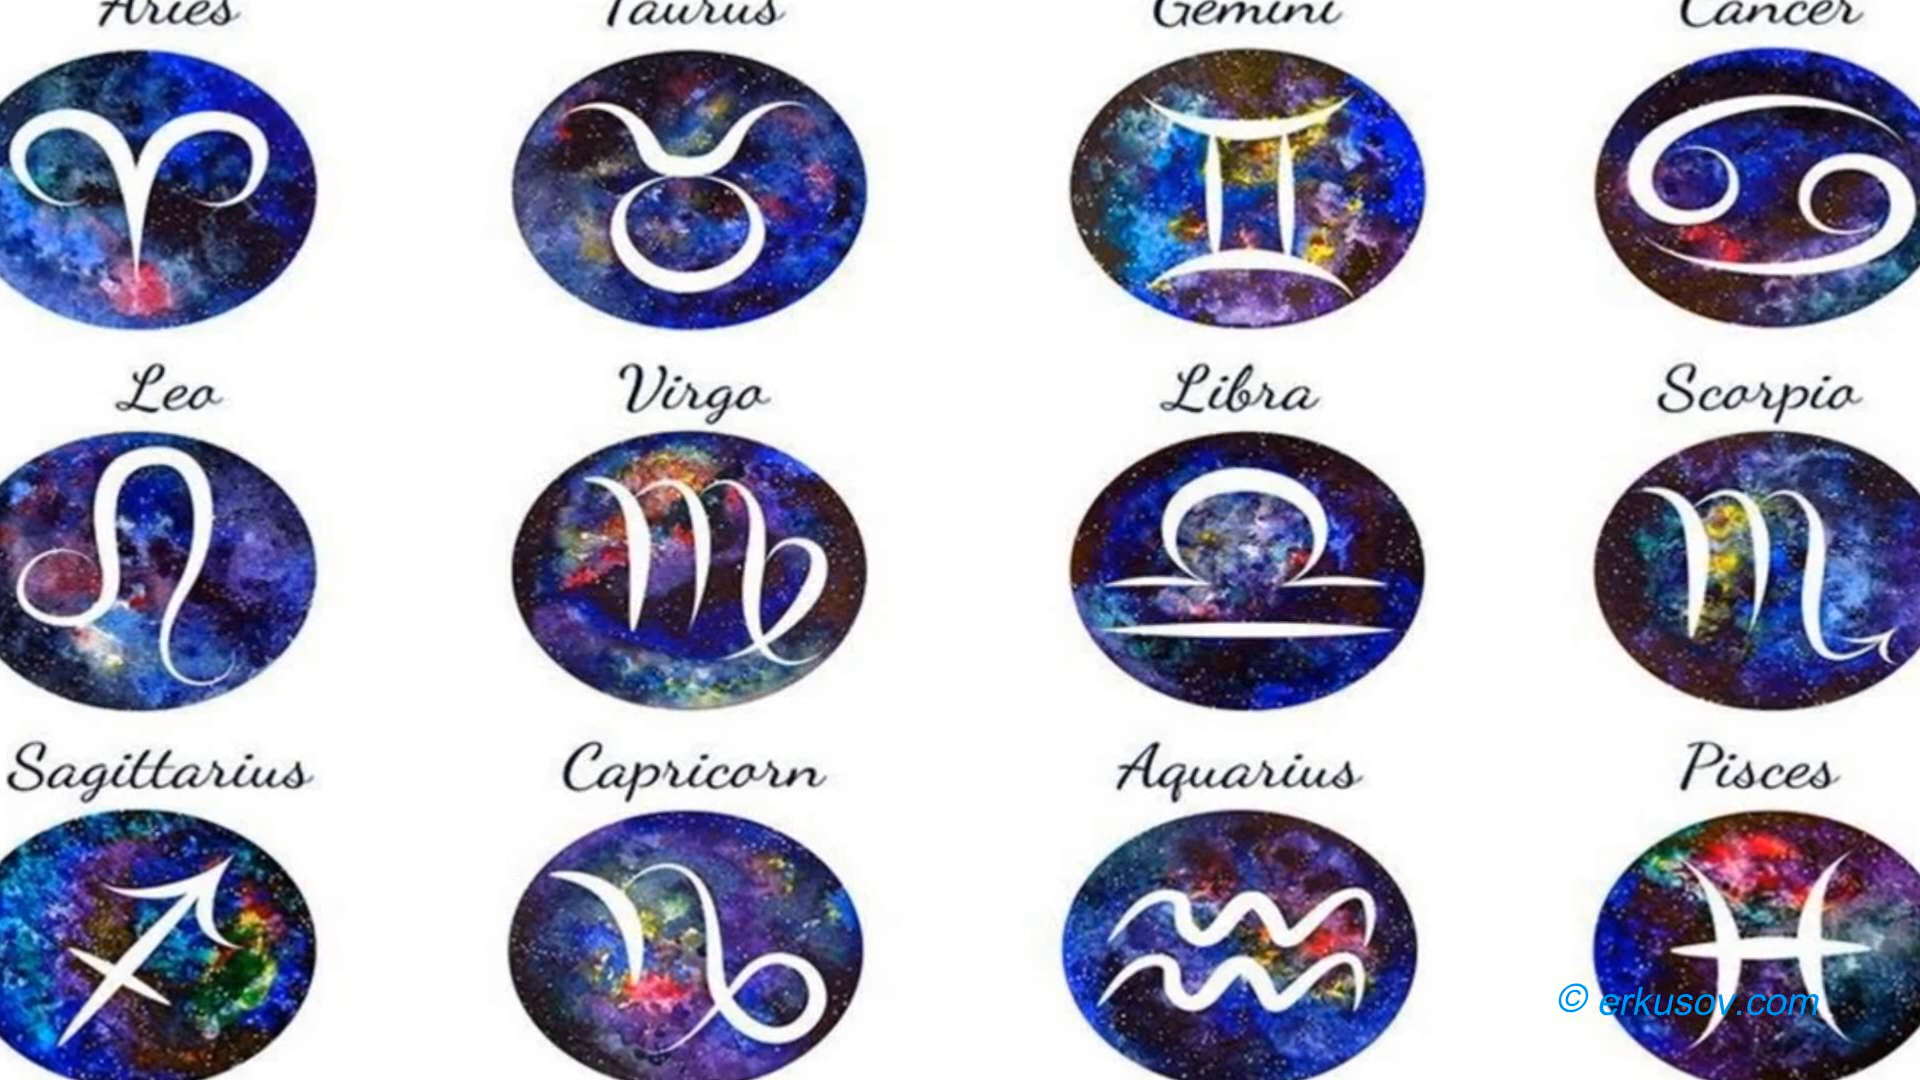 Aries Taurus Gemini Cancer
Leo Virgo Libra Scorpio
Sagittarius Capricorn Aquarius Pisces
© erkusov.com